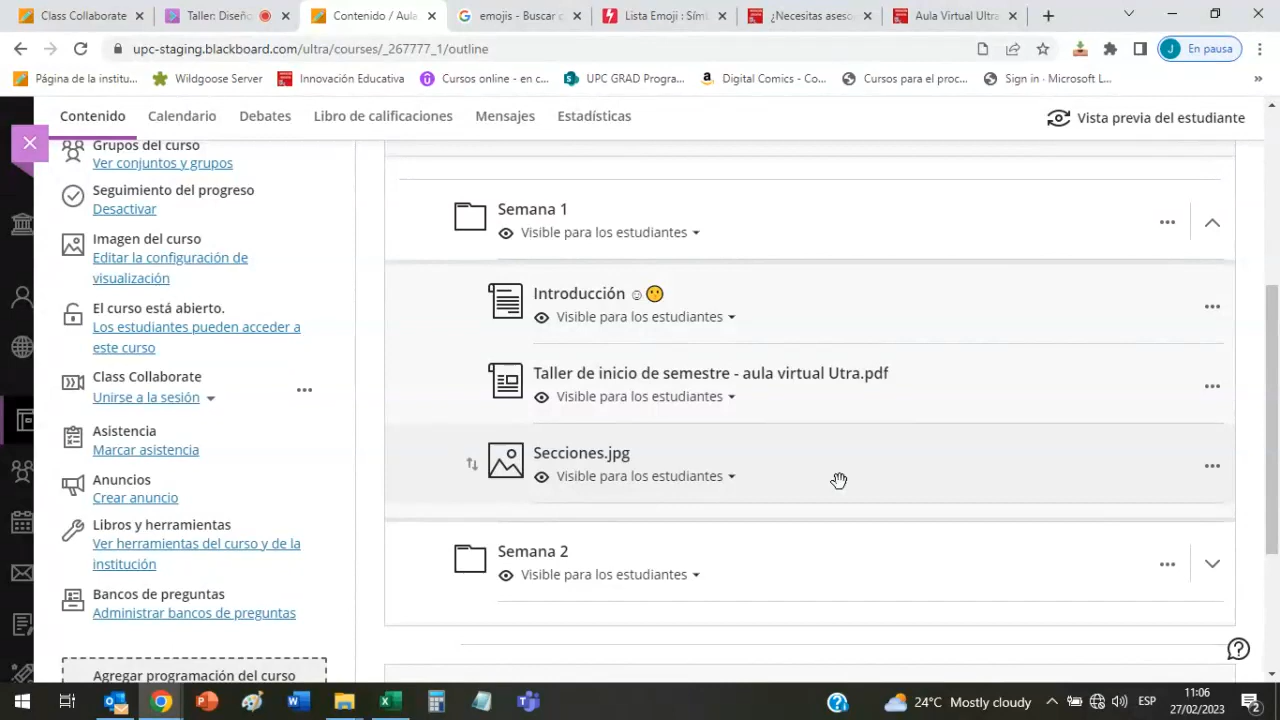 Class Collaborate
Taller: Diseño
Contenido / Aula
emojis - Buscar c
Lista Emoji : Símb
¿Necesitas aseso
Aula Virtual Ultra
upc-staging.blackboard.com/ultra/courses/_267777_1/outline
J En pausa
Página de la institu...
Wildgoose Server
Innovación Educativa
Cursos online - en c...
UPC GRAD Progra...
Digital Comics - Co...
Cursos para el proc...
Sign in · Microsoft L...
»
Contenido
Calendario
Debates
Libro de calificaciones
Mensajes
Estadísticas
Vista previa del estudiante
Grupos del curso
Ver conjuntos y grupos
Seguimiento del progreso
Desactivar
Imagen del curso
Editar la configuración de
visualización
El curso está abierto.
Los estudiantes pueden acceder a
este curso
Class Collaborate
Unirse a la sesión
Asistencia
Marcar asistencia
Anuncios
Crear anuncio
Libros y herramientas
Ver herramientas del curso y de la
institución
Bancos de preguntas
Administrar bancos de preguntas
Agregar programación del curso
Semana 1
Visible para los estudiantes
Introducción ☺😶
Visible para los estudiantes
Taller de inicio de semestre - aula virtual Utra.pdf
Visible para los estudiantes
Secciones.jpg
Visible para los estudiantes
Semana 2
Visible para los estudiantes
24°C Mostly cloudy
ESP
11:06
27/02/2023
2